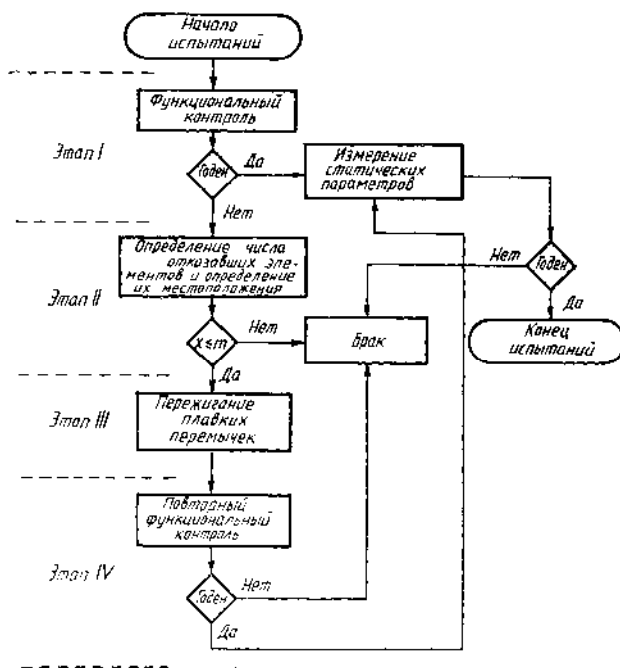 Начало
испытаний
Этап I
Функциональный
контроль
Годен
Да
Нет
Измерение
статических
параметров
Этап II
Определение числа
отказавших эле-
ментов и определение
их местоположения
x≤m
Нет
Да
Брак
Нет
Годен
Да
Конец
испытаний
Этап III
Пережигание
плавких
перемычек
Этап IV
Повторный
функциональный
контроль
Годен
Нет
Да